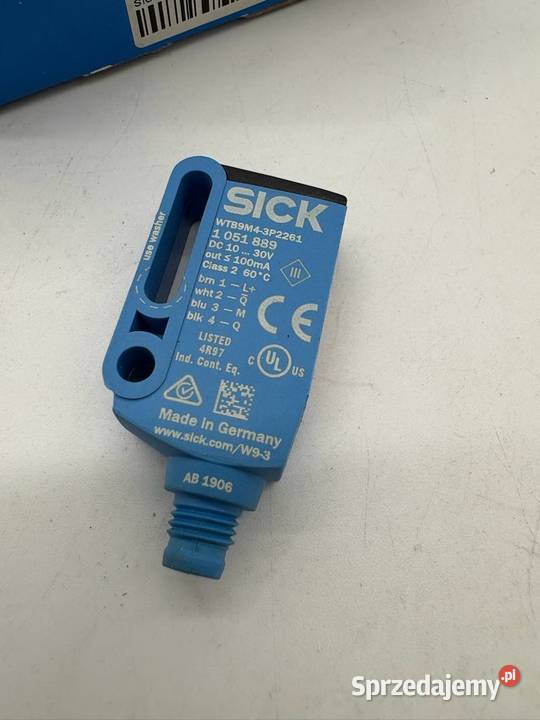 SICK
WTB9M4-3P2261
1 051 889
DC 10 ... 30V
out ≤ 100mA
Class 2 60°C
III
brn 1 — L+
wht 2 — Q̅
blu 3 — M
blk 4 — Q
use washer
CE
LISTED
4R97
Ind. Cont. Eq.
C UL US
Made in Germany
www.sick.com/W9-3
AB 1906
Sprzedajemy.pl